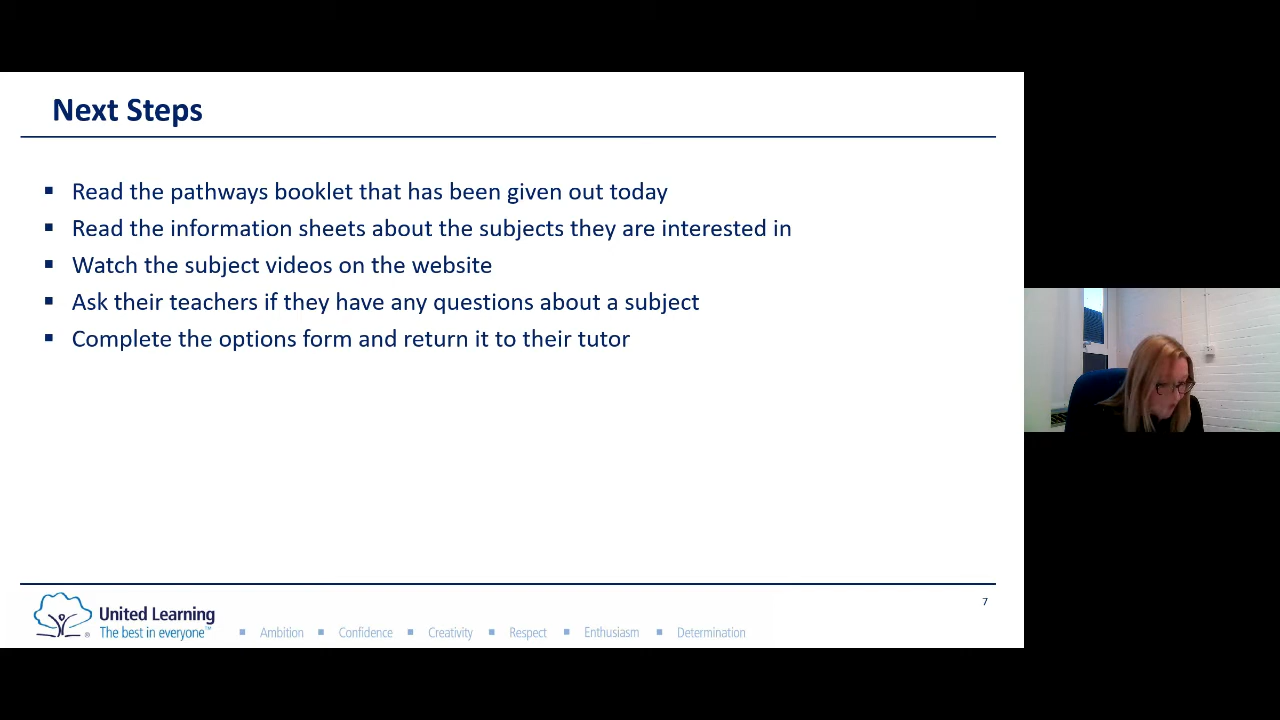 Next Steps
▪ Read the pathways booklet that has been given out today
▪ Read the information sheets about the subjects they are interested in
▪ Watch the subject videos on the website
▪ Ask their teachers if they have any questions about a subject
▪ Complete the options form and return it to their tutor
7
United Learning
® The best in everyone™
▪ Ambition ▪ Confidence ▪ Creativity ▪ Respect ▪ Enthusiasm ▪ Determination